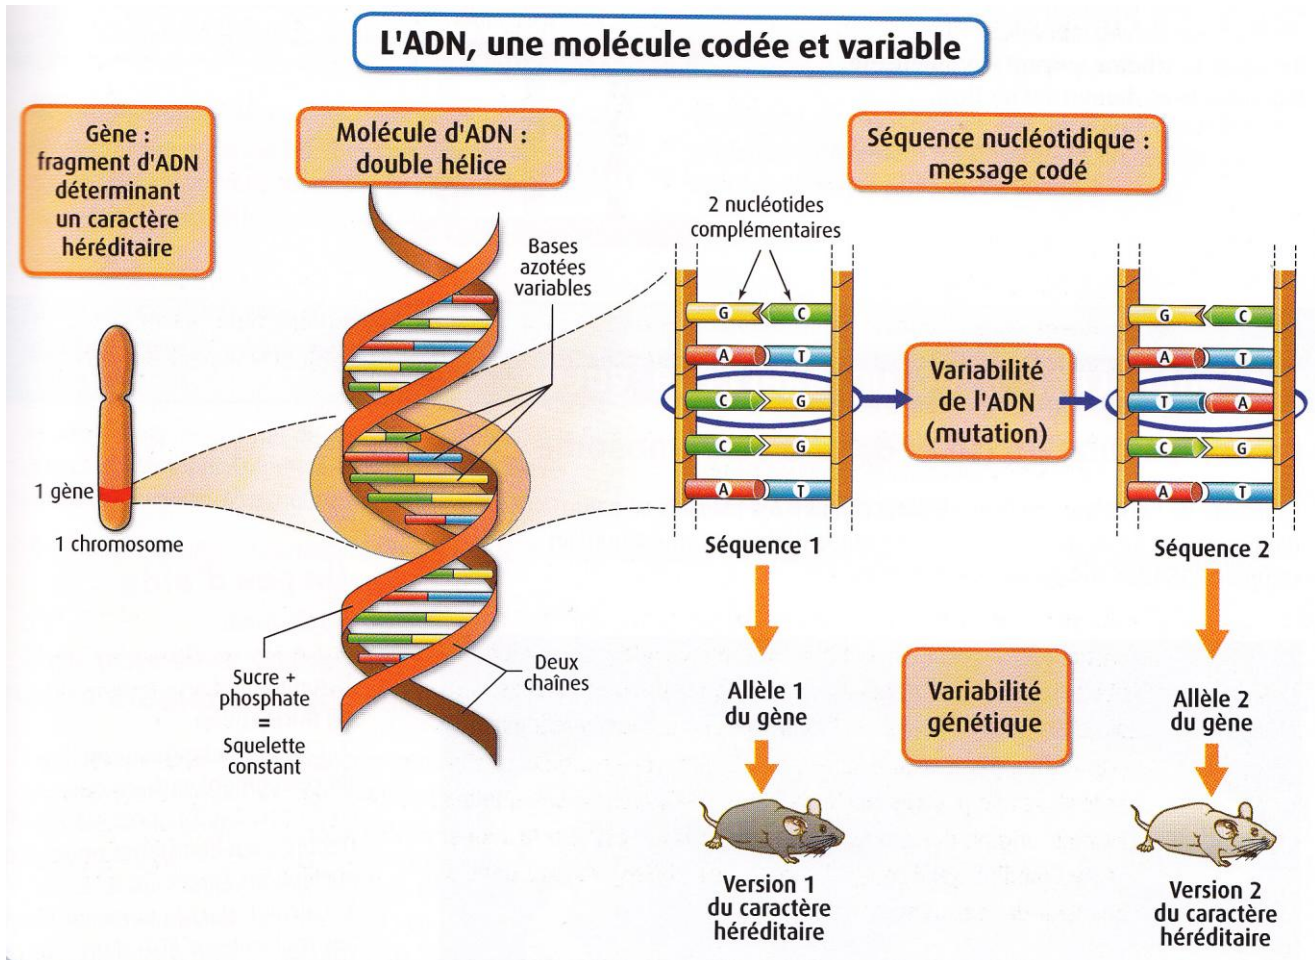 L'ADN, une molécule codée et variable
Gène :
fragment d'ADN
déterminant
un caractère
héréditaire
Molécule d'ADN :
double hélice
Séquence nucléotidique :
message codé
2 nucléotides
complémentaires
Bases
azotées
variables
G C
A T
C G
C G
A T
Séquence 1
Variabilité
de l'ADN
(mutation)
G C
A T
T A
C G
A T
Séquence 2
1 gène
1 chromosome
Sucre +
phosphate
=
Squelette
constant
Deux
chaînes
Allèle 1
du gène
Variabilité
génétique
Allèle 2
du gène
Version 1
du caractère
héréditaire
Version 2
du caractère
héréditaire